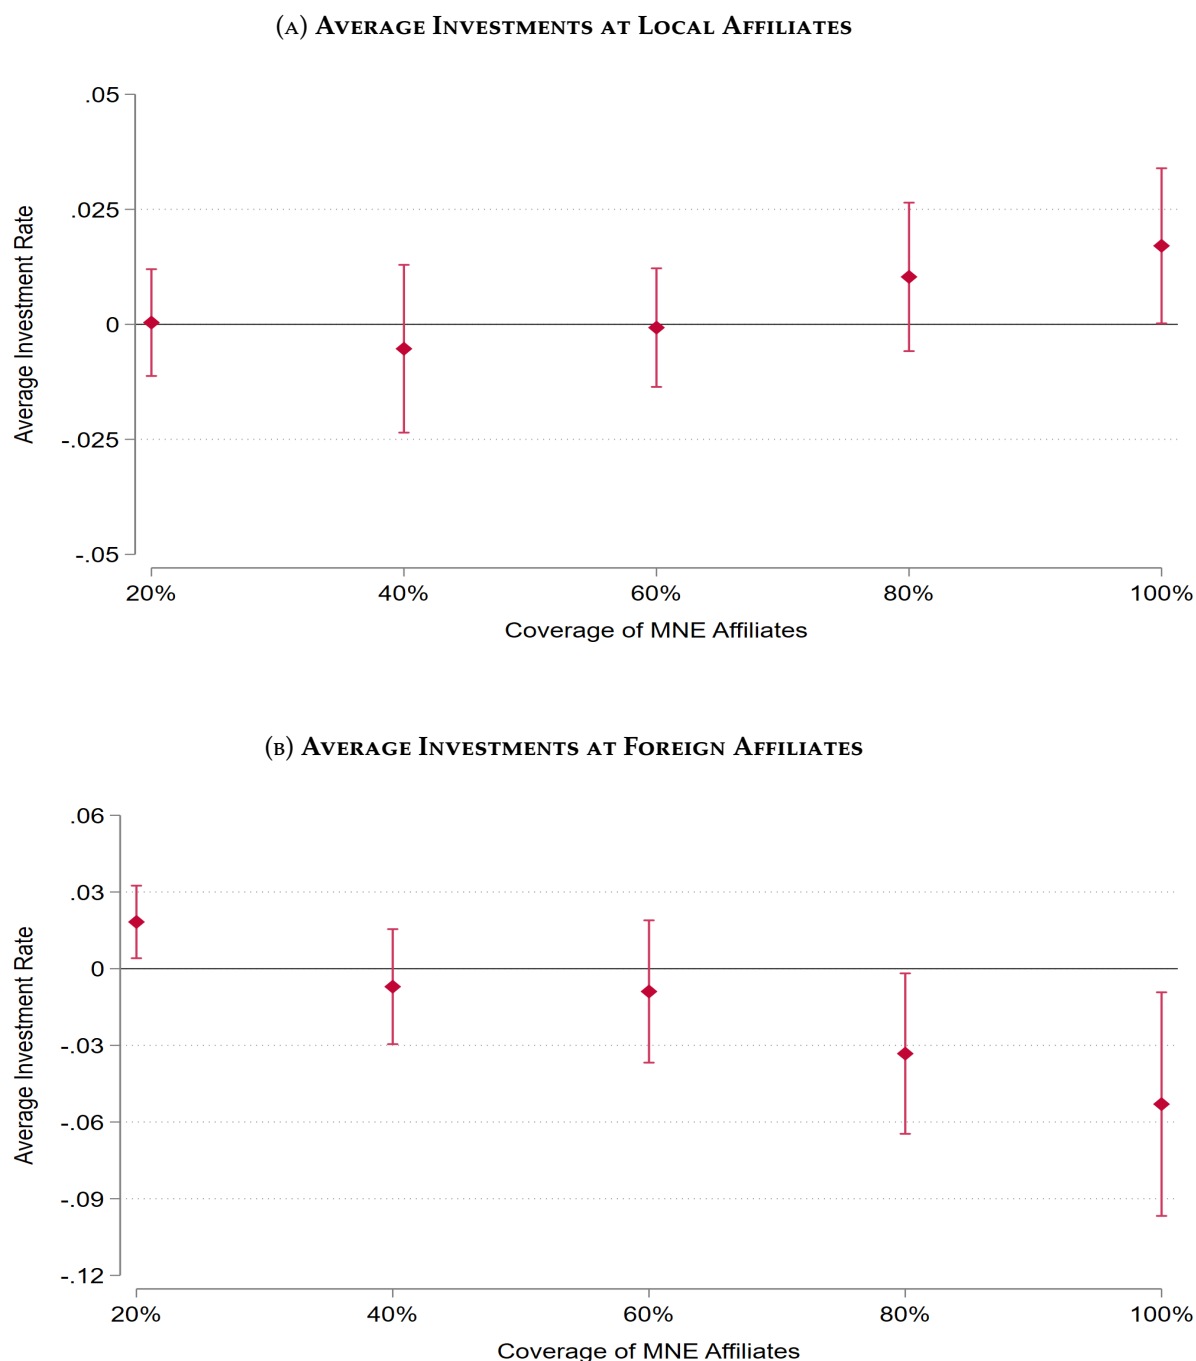 (A) AVERAGE INVESTMENTS AT LOCAL AFFILIATES
.05
.025
0
-.025
-.05
Average Investment Rate
20% 40% 60% 80% 100%
Coverage of MNE Affiliates
(B) AVERAGE INVESTMENTS AT FOREIGN AFFILIATES
.06
.03
0
-.03
-.06
-.09
-.12
Average Investment Rate
20% 40% 60% 80% 100%
Coverage of MNE Affiliates